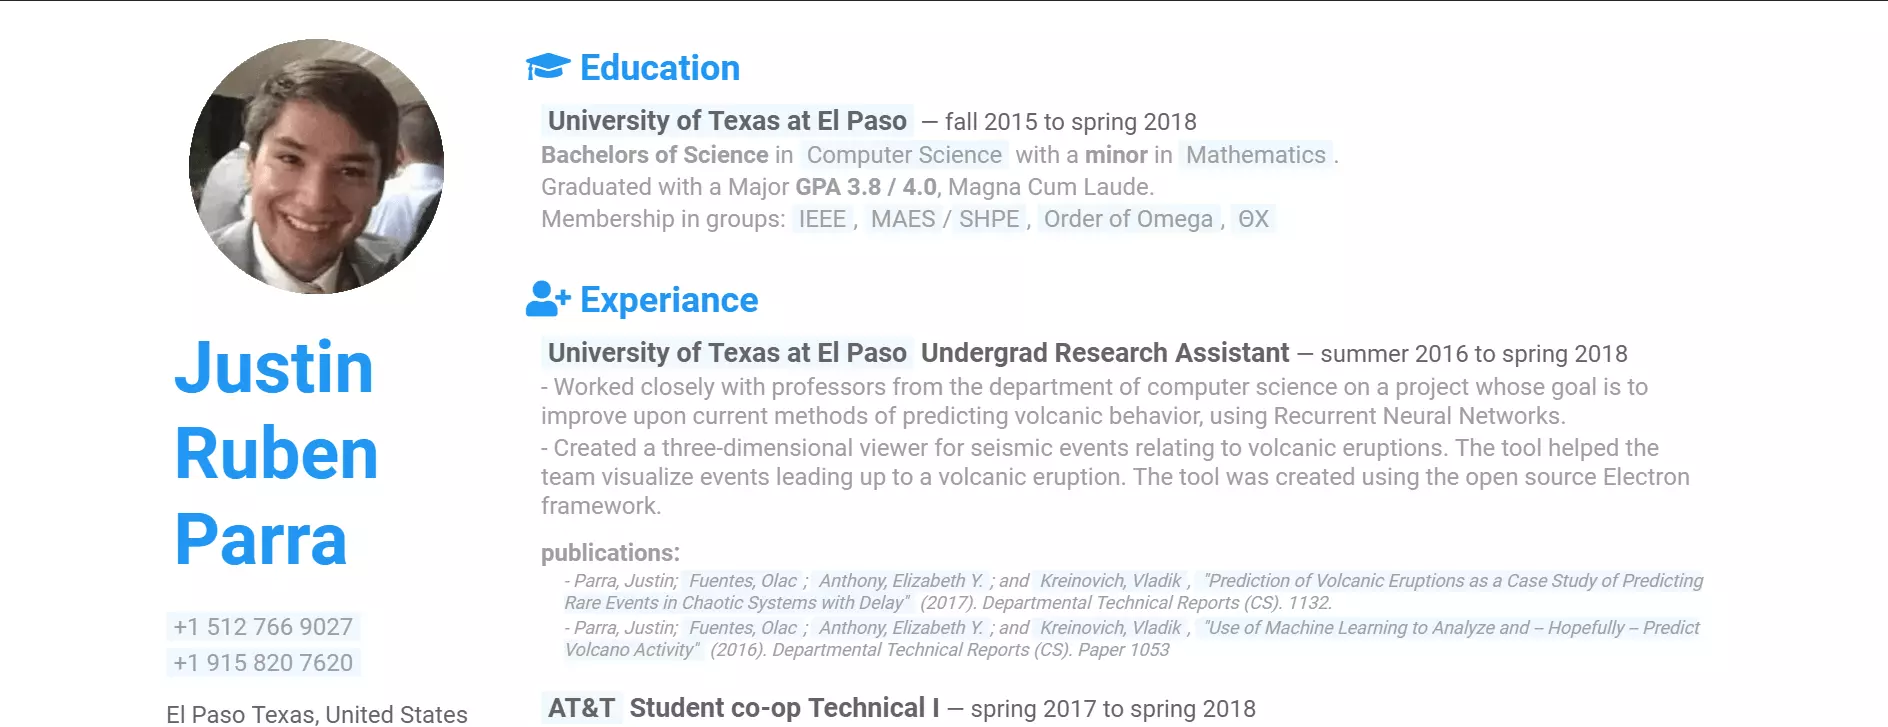 Justin
Ruben
Parra
+1 512 766 9027
+1 915 820 7620
El Paso Texas, United States
Education
University of Texas at El Paso — fall 2015 to spring 2018
Bachelors of Science in Computer Science with a minor in Mathematics .
Graduated with a Major GPA 3.8 / 4.0, Magna Cum Laude.
Membership in groups: IEEE , MAES / SHPE , Order of Omega , ΘΧ
Experiance
University of Texas at El Paso Undergrad Research Assistant — summer 2016 to spring 2018
- Worked closely with professors from the department of computer science on a project whose goal is to
improve upon current methods of predicting volcanic behavior, using Recurrent Neural Networks.
- Created a three-dimensional viewer for seismic events relating to volcanic eruptions. The tool helped the
team visualize events leading up to a volcanic eruption. The tool was created using the open source Electron
framework.
publications:
- Parra, Justin; Fuentes, Olac ; Anthony, Elizabeth Y. ; and Kreinovich, Vladik , "Prediction of Volcanic Eruptions as a Case Study of Predicting
Rare Events in Chaotic Systems with Delay" (2017). Departmental Technical Reports (CS). 1132.
- Parra, Justin; Fuentes, Olac ; Anthony, Elizabeth Y. ; and Kreinovich, Vladik , "Use of Machine Learning to Analyze and – Hopefully – Predict
Volcano Activity" (2016). Departmental Technical Reports (CS). Paper 1053
AT&T Student co-op Technical I — spring 2017 to spring 2018